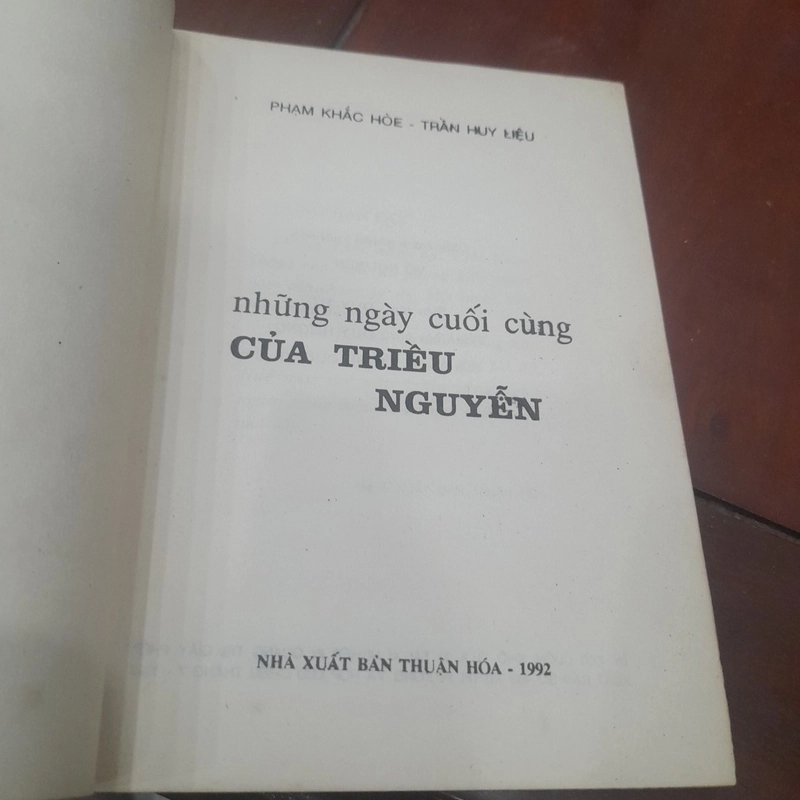 PHẠM KHẮC HÒE - TRẦN HUY LIỆU
những ngày cuối cùng
CỦA TRIỀU
NGUYỄN
NHÀ XUẤT BẢN THUẬN HÓA - 1992